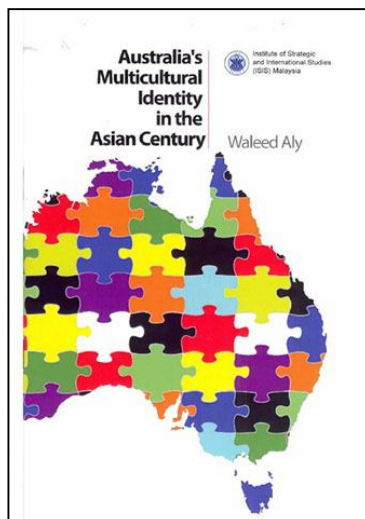 Australia's
Multicultural
Identity
in the
Asian Century
Institute of Strategic
and International Studies
(ISIS) Malaysia
Waleed Aly